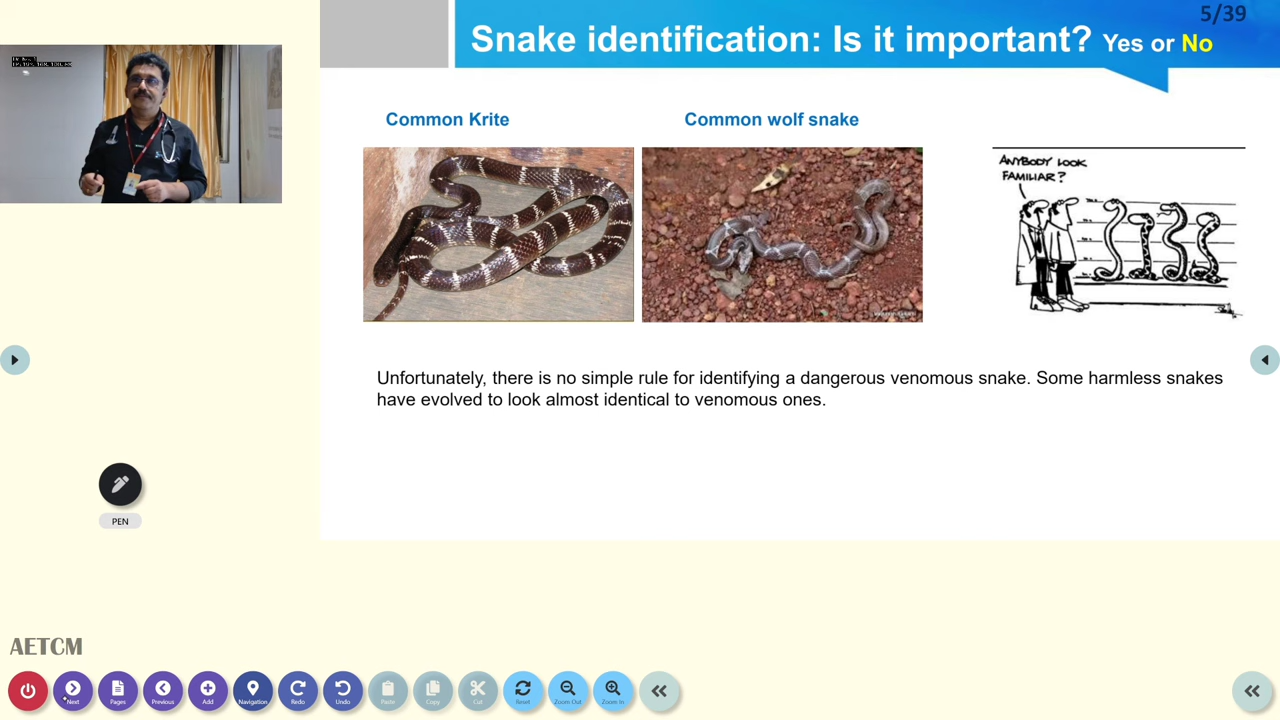 5/39
Snake identification: Is it important? Yes or No
Common Krite
Common wolf snake
ANYBODY LOOK
FAMILIAR?
Unfortunately, there is no simple rule for identifying a dangerous venomous snake. Some harmless snakes
have evolved to look almost identical to venomous ones.
PEN
AETCM
Next
Pages
Previous
Add
Navigation
Redo
Undo
Paste
Copy
Cut
Reset
Zoom Out
Zoom In